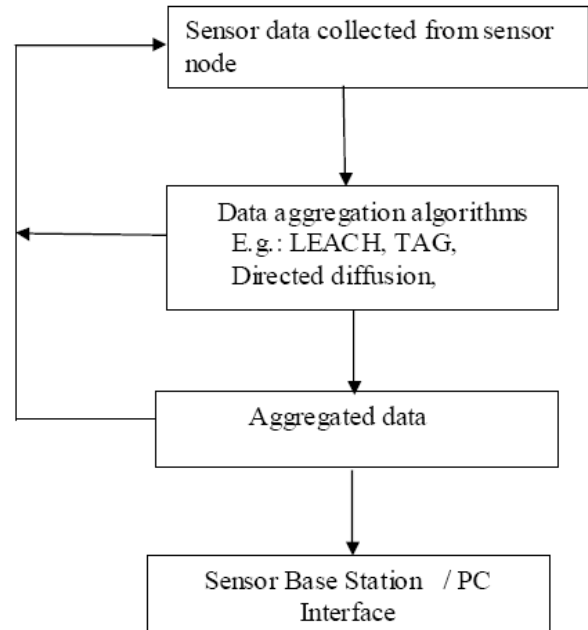 Sensor data collected from sensor
node
Data aggregation algorithms
E.g.: LEACH, TAG,
Directed diffusion,
Aggregated data
Sensor Base Station / PC
Interface